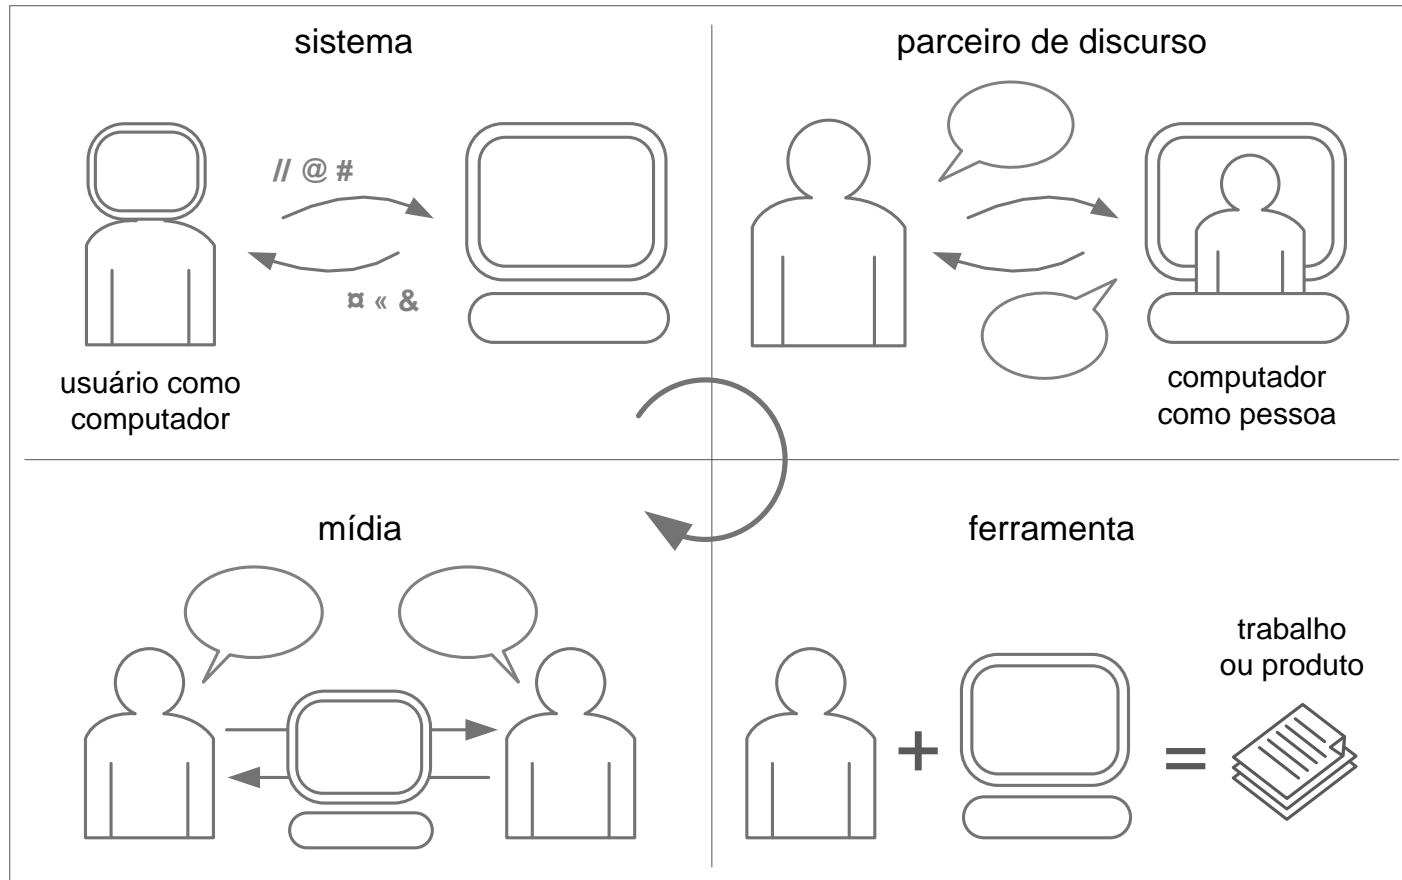 sistema
parceiro de discurso
// @ #
¤ « &
usuário como
computador
computador
como pessoa
mídia
ferramenta
trabalho
ou produto
+
=